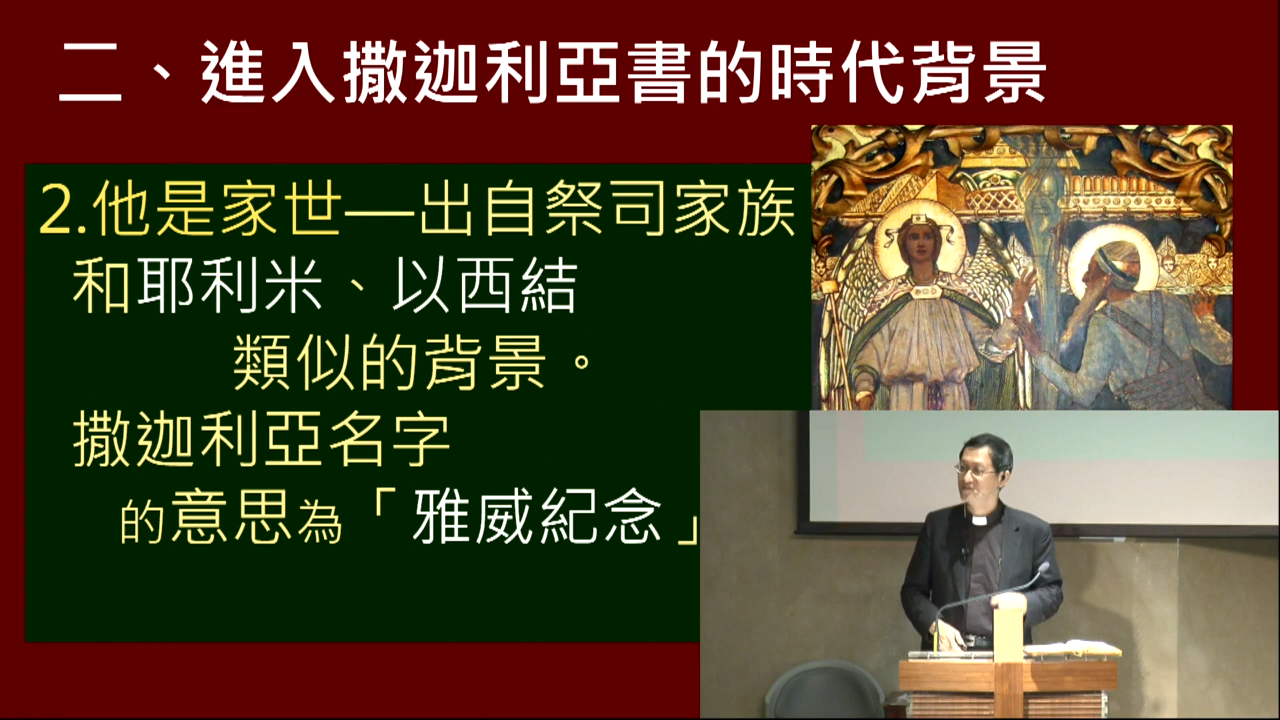 二、進入撒迦利亞書的時代背景
2.他是家世──出自祭司家族
和耶利米、以西結
類似的背景。
撒迦利亞名字
的意思為「雅威紀念」